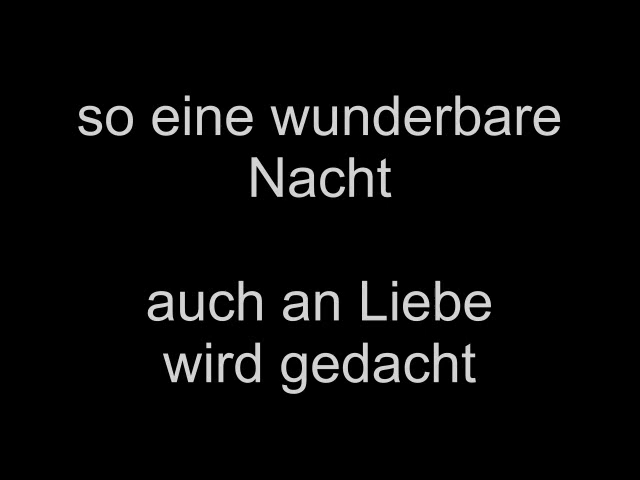 so eine wunderbare
Nacht
auch an Liebe
wird gedacht